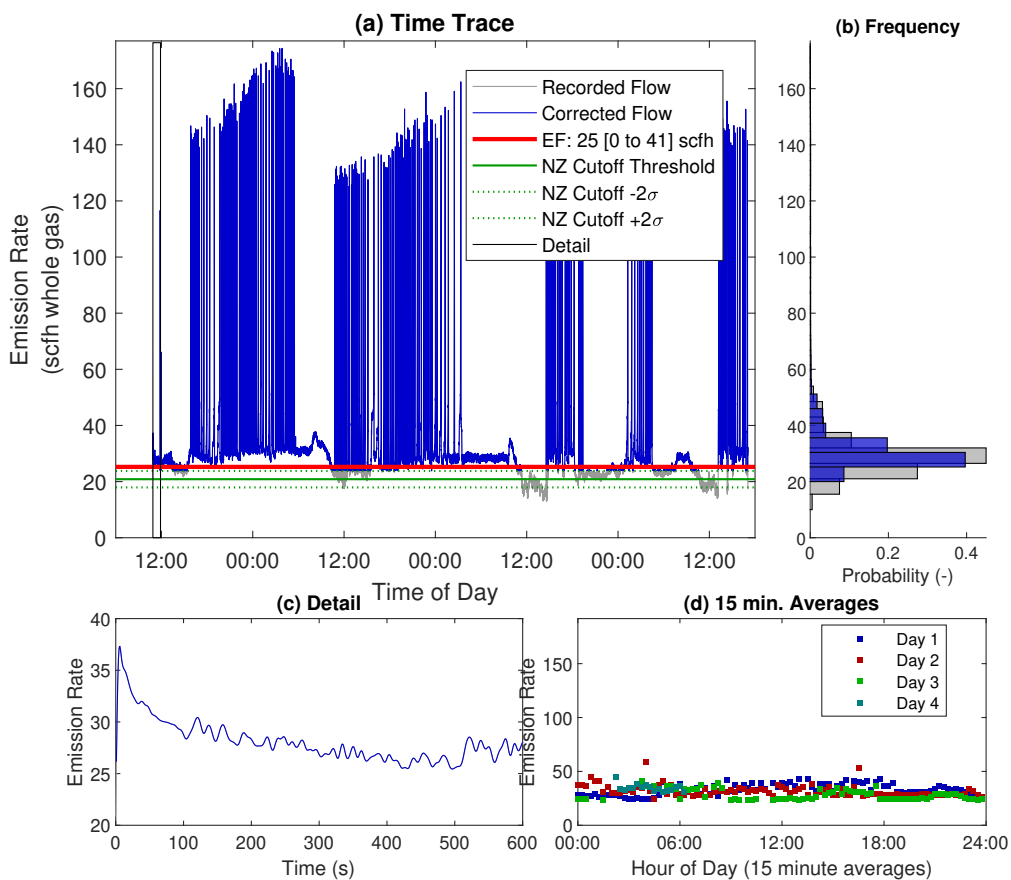 (a) Time Trace
(b) Frequency
Emission Rate
(scfh whole gas)
160
140
120
100
80
60
40
20
0
12:00
00:00
12:00
00:00
12:00
00:00
12:00
Time of Day
Recorded Flow
Corrected Flow
EF: 25 [0 to 41] scfh
NZ Cutoff Threshold
NZ Cutoff -2σ
NZ Cutoff +2σ
Detail
160
140
120
100
80
60
40
20
0
0
0.2
0.4
Probability (-)
(c) Detail
Emission Rate
40
35
30
25
20
0
100
200
300
400
500
600
Time (s)
(d) 15 min. Averages
Emission Rate
150
100
50
0
00:00
06:00
12:00
18:00
24:00
Hour of Day (15 minute averages)
Day 1
Day 2
Day 3
Day 4